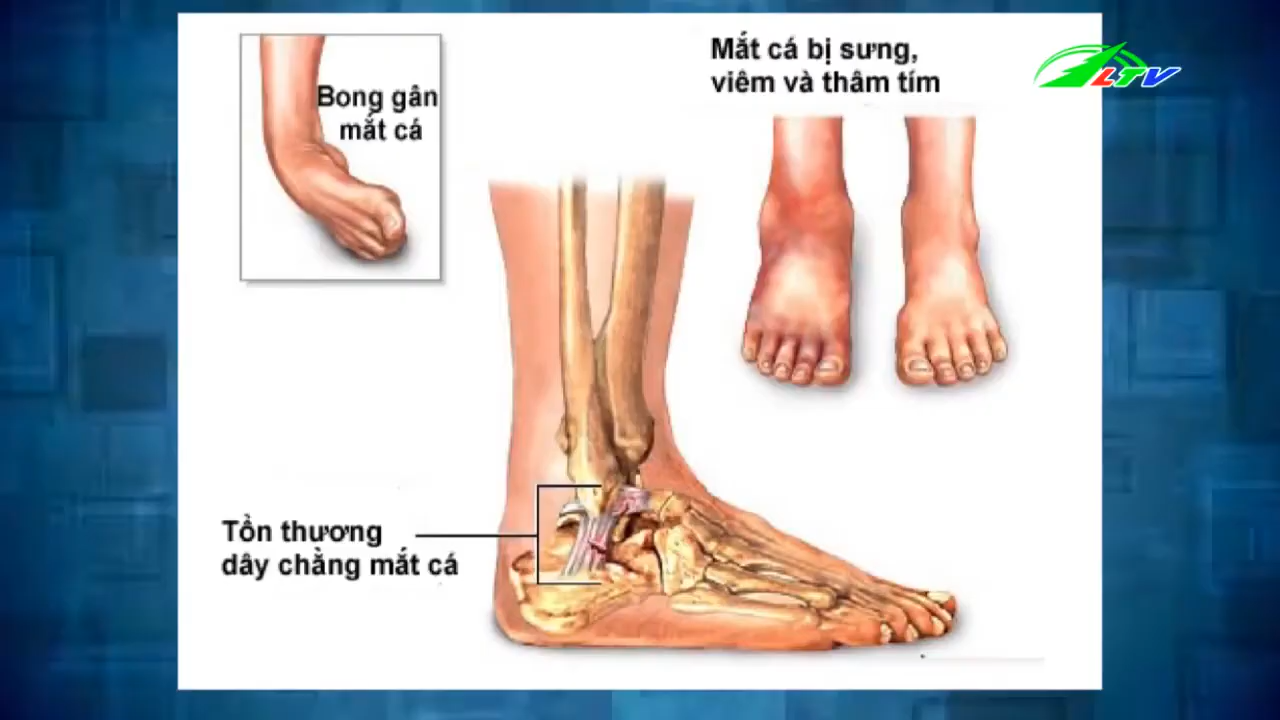 Bong gân
mắt cá
Mắt cá bị sưng,
viêm và thâm tím
LTV
Tổn thương
dây chằng mắt cá